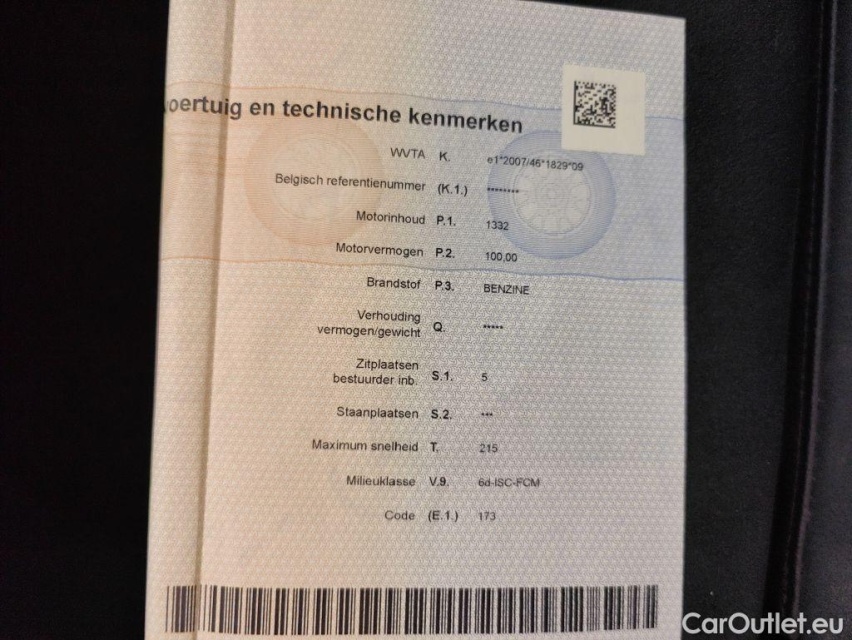 oertuig en technische kenmerken
WVTA K. e1*2007/46*1829*09
Belgisch referentienummer (K.1.) ********
Motorinhoud P.1. 1332
Motorvermogen P.2. 100,00
Brandstof P.3. BENZINE
Verhouding
vermogen/gewicht Q. *****
Zitplaatsen
bestuurder inb. S.1. 5
Staanplaatsen S.2. ***
Maximum snelheid T. 215
Milieuklasse V.9. 6d-ISC-FCM
Code (E.1.) 173
CarOutlet.eu